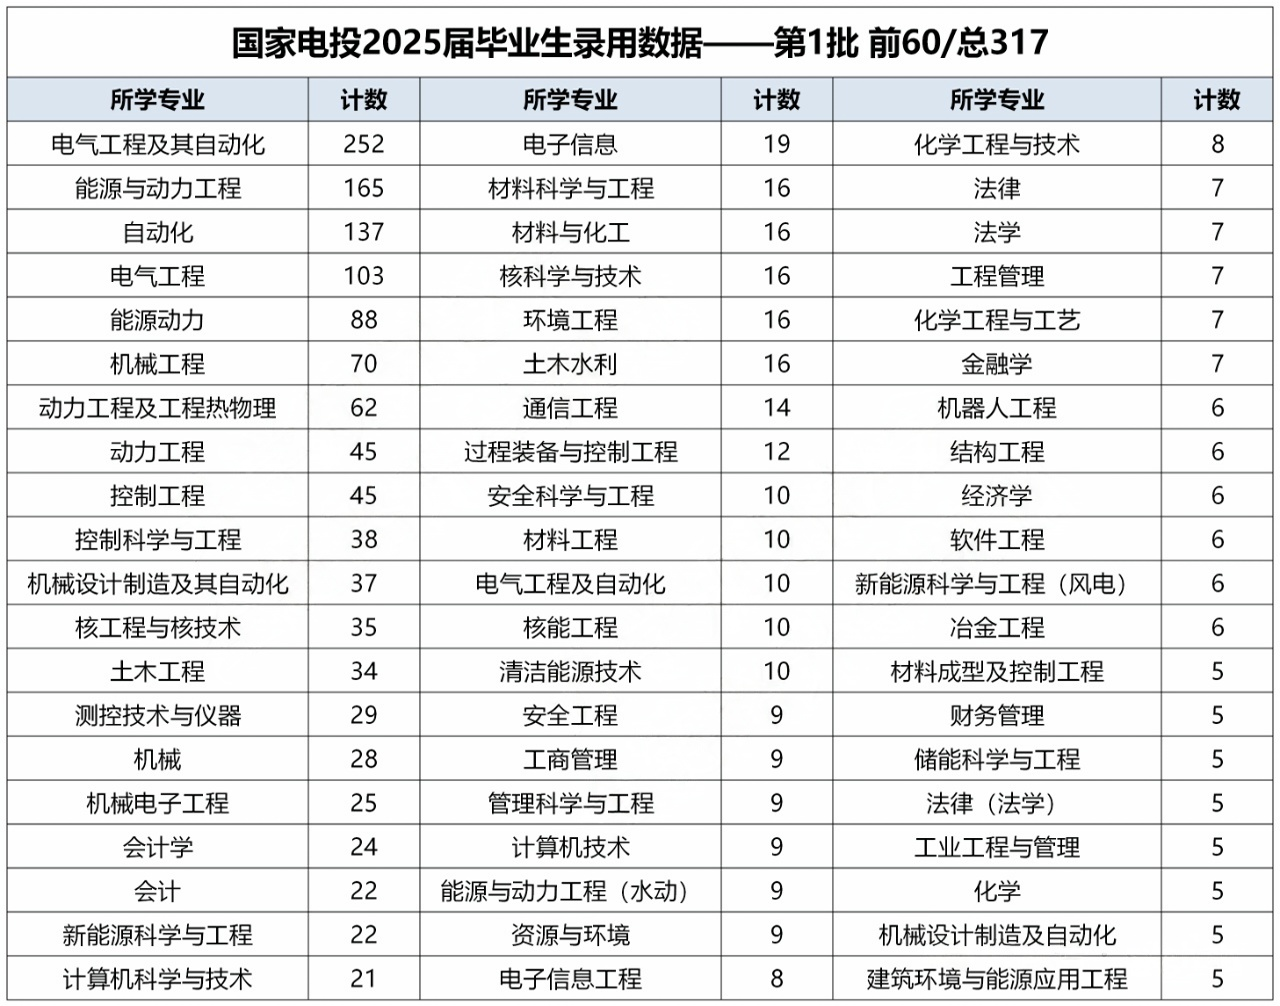 国家电投2025届毕业生录用数据——第1批 前60/总317
所学专业 计数 所学专业 计数 所学专业 计数
电气工程及其自动化 252 电子信息 19 化学工程与技术 8
能源与动力工程 165 材料科学与工程 16 法律 7
自动化 137 材料与化工 16 法学 7
电气工程 103 核科学与技术 16 工程管理 7
能源动力 88 环境工程 16 化学工程与工艺 7
机械工程 70 土木水利 16 金融学 7
动力工程及工程热物理 62 通信工程 14 机器人工程 6
动力工程 45 过程装备与控制工程 12 结构工程 6
控制工程 45 安全科学与工程 10 经济学 6
控制科学与工程 38 材料工程 10 软件工程 6
机械设计制造及其自动化 37 电气工程及自动化 10 新能源科学与工程（风电） 6
核工程与核技术 35 核能工程 10 冶金工程 6
土木工程 34 清洁能源技术 10 材料成型及控制工程 5
测控技术与仪器 29 安全工程 9 财务管理 5
机械 28 工商管理 9 储能科学与工程 5
机械电子工程 25 管理科学与工程 9 法律（法学） 5
会计学 24 计算机技术 9 工业工程与管理 5
会计 22 能源与动力工程（水动） 9 化学 5
新能源科学与工程 22 资源与环境 9 机械设计制造及自动化 5
计算机科学与技术 21 电子信息工程 8 建筑环境与能源应用工程 5